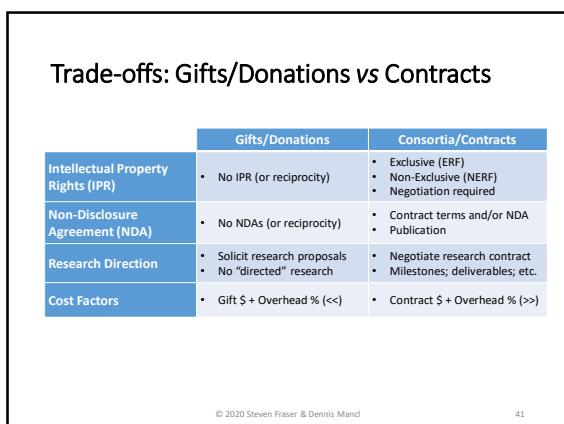 Trade-offs: Gifts/Donations vs Contracts
Gifts/Donations
Consortia/Contracts
Intellectual Property
Rights (IPR)
• No IPR (or reciprocity)
• Exclusive (ERF)
• Non-Exclusive (NERF)
• Negotiation required
Non-Disclosure
Agreement (NDA)
• No NDAs (or reciprocity)
• Contract terms and/or NDA
• Publication
Research Direction
• Solicit research proposals
• No “directed” research
• Negotiate research contract
• Milestones; deliverables; etc.
Cost Factors
• Gift $ + Overhead % (<<)
• Contract $ + Overhead % (>>)
© 2020 Steven Fraser & Dennis Mancl
41